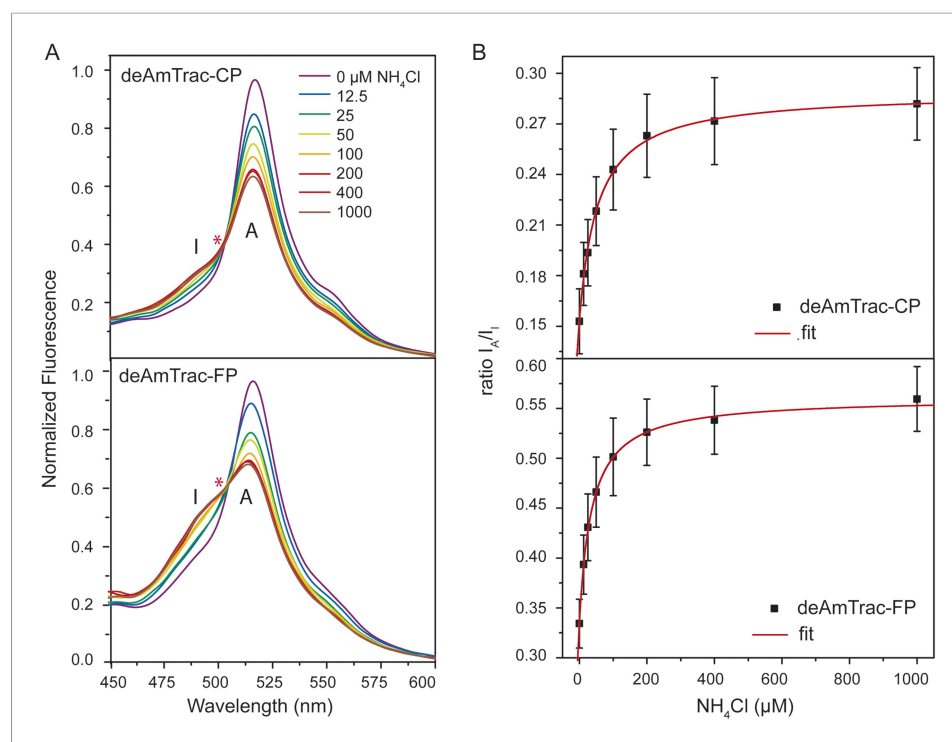 A
deAmTrac-CP
0 µM NH₄Cl
12.5
25
50
100
200
400
1000
1.0
0.8
0.6
0.4
0.2
I
*
A
deAmTrac-FP
1.0
0.8
0.6
0.4
0.2
0.0
I
*
A
Normalized Fluorescence
450 475 500 525 550 575 600
Wavelength (nm)
B
0.27
0.24
0.21
0.18
0.15
deAmTrac-CP
fit
0.60
0.55
0.50
0.45
0.40
0.35
0.30
deAmTrac-FP
fit
ratio I_A/I_I
0 200 400 600 800 1000
NH₄Cl (µM)